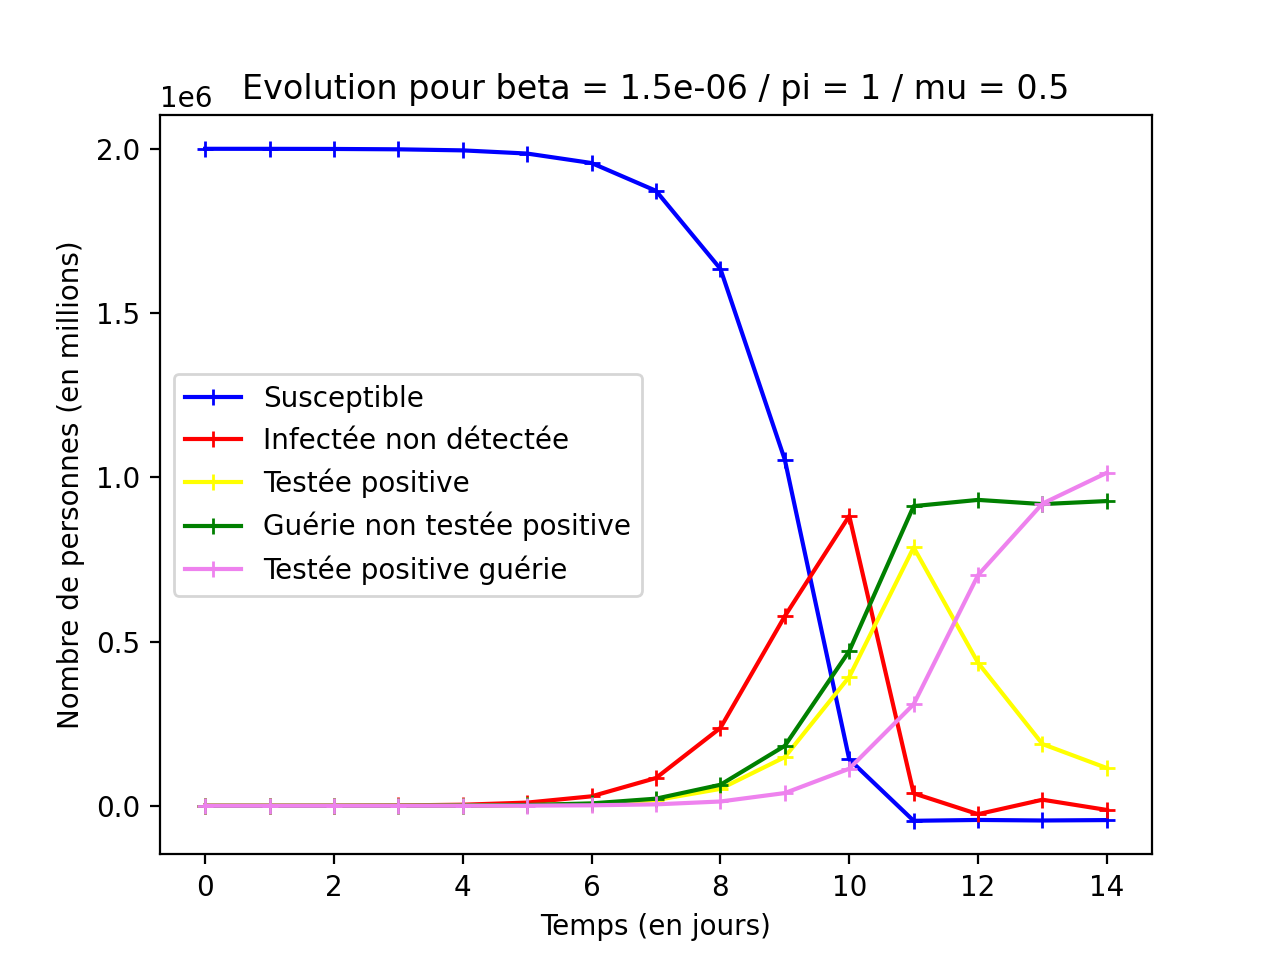 Evolution pour beta = 1.5e-06 / pi = 1 / mu = 0.5
1e6
2.0
1.5
1.0
0.5
0.0
Nombre de personnes (en millions)
Susceptible
Infectée non détectée
Testée positive
Guérie non testée positive
Testée positive guérie
0 2 4 6 8 10 12 14
Temps (en jours)